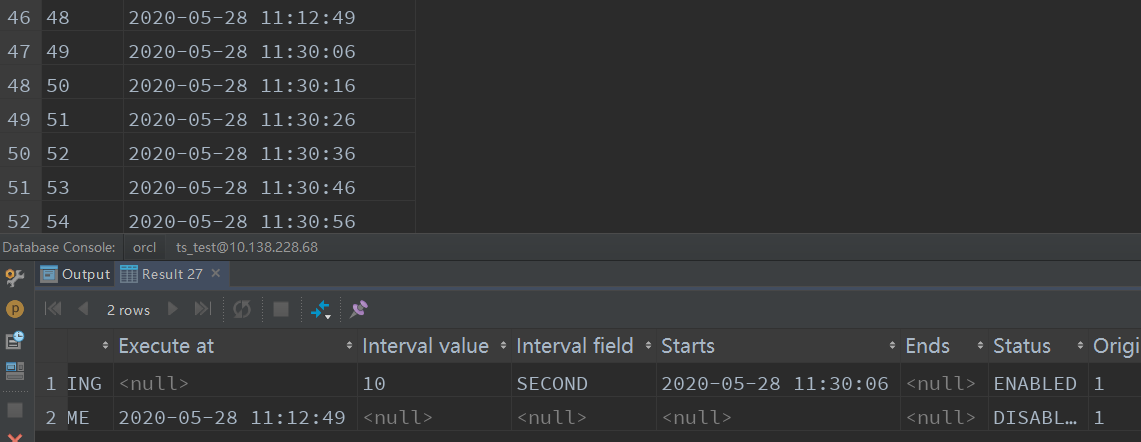 46 48 2020-05-28 11:12:49
47 49 2020-05-28 11:30:06
48 50 2020-05-28 11:30:16
49 51 2020-05-28 11:30:26
50 52 2020-05-28 11:30:36
51 53 2020-05-28 11:30:46
52 54 2020-05-28 11:30:56
Database Console: orcl ts_test@10.138.228.68
Output Result 27
2 rows
Execute at Interval value Interval field Starts Ends Status Origi
1 ING <null> 10 SECOND 2020-05-28 11:30:06 <null> ENABLED 1
2 ME 2020-05-28 11:12:49 <null> <null> <null> <null> DISABL… 1